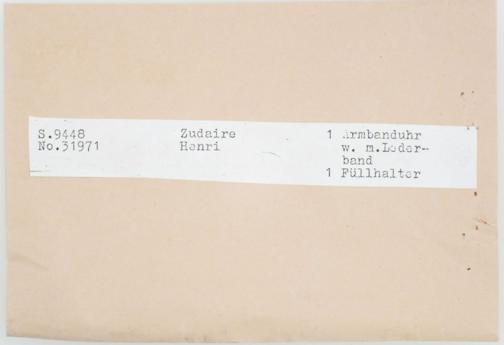 S.9448 Zudaire 1 Armbanduhr
No.31971 Henri w. m.Leder-
band
1 Füllhalter